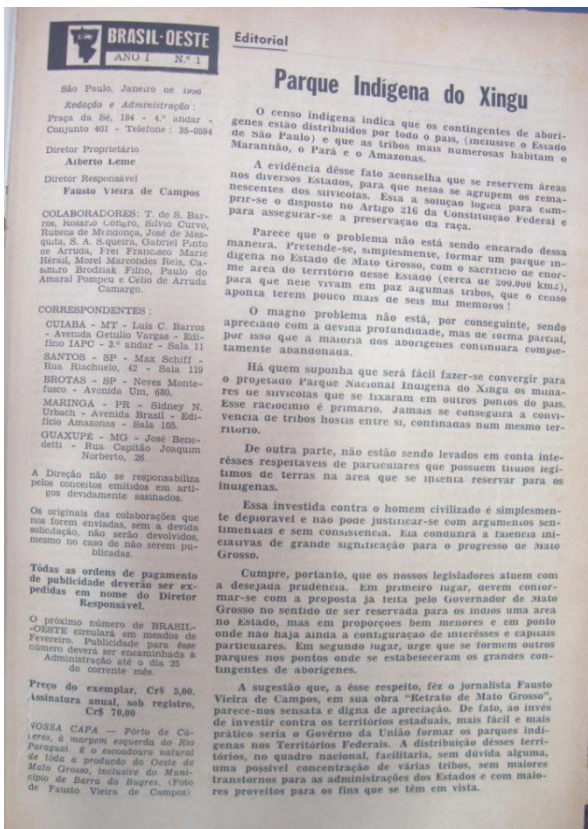 BRASIL-OESTE
ANO I N.º 1
São Paulo, Janeiro de
Redação e Administração :
Praça da Sé, 184 - 4.º andar -
Conjunto 401 - Telefone : 35-0594
Diretor Proprietário
Alberto Leme
Diretor Responsável
Fausto Vieira de Campos
COLABORADORES: T. de S. Bar-
ros, Rosário Congro, Sílvio Curvo,
Rubens de Mendonça, José de Mes-
quita, S. A. Siqueira, Gabriel Pinto
de Arruda, Frei Francisco Marie
Hérail, Morel Marcondes Reis, Ca-
simiro Brodziak Filho, Paulo do
Amaral Pompeu e Célio de Arruda
Camargo.
CORRESPONDENTES :
CUIABÁ - MT - Luís C. Barros
- Avenida Getulio Vargas - Edi-
fício IAPC - 3.º andar - Sala 11
SANTOS - SP - Max Schiff -
Rua Riachuelo, 42 - Sala 119
BROTAS - SP - Neves Monte-
fusco - Avenida Um, 680.
MARINGA - PR - Sidney N.
Urbach - Avenida Brasil - Edi-
fício Amazonas - Sala 105.
GUAXUPÉ - MG - José Bene-
detti - Rua Capitão Joaquim
Norberto, 26.
A Direção não se responsabiliza
pelos conceitos emitidos em arti-
gos devidamente assinados.
Os originais das colaborações que
nos forem enviadas, sem a devida
solicitação, não serão devolvidos,
mesmo no caso de não serem pu-
blicadas.
Tôdas as ordens de pagamento
de publicidade deverão ser ex-
pedidas em nome do Diretor
Responsável.
O próximo número de BRASIL-
-OESTE circulará em meados de
Fevereiro. Publicidade para êsse
número deverá ser encaminhada à
Administração até o dia 25
do corrente mês.
Preço do exemplar, Cr$ 5,00.
Assinatura anual, sob registro,
Cr$ 70,00
NOSSA CAPA — Pôrto de Cá-
ceres, à margem esquerda do Rio
Paraguai. É o escoadouro natural
de tôda a produção do Oeste de
Mato Grosso, inclusive do Muni-
cípio de Barra do Bugres. (Foto
de Fausto Vieira de Campos)
Editorial
Parque Indígena do Xingu
O censo indígena indica que os contingentes de aborí-
genes estão distribuídos por todo o país, (inclusive o Estado
de São Paulo) e que as tribos mais numerosas habitam o
Maranhão, o Pará e o Amazonas.
A evidência dêsse fato aconselha que se reservem áreas
nos diversos Estados, para que nelas se agrupem os rema-
nescentes dos silvícolas. Esta a solução lógica para cum-
prir-se o disposto no Artigo 216 da Constituição Federal e
para assegurar-se a preservação da raça.
Parece que o problema não está sendo encarado dessa
maneira. Pretende-se, simplesmente, formar um parque in-
dígena no Estado de Mato Grosso, com o sacrifício de enor-
me área do território dêsse Estado (cerca de 200.000 km2),
para que nele vivam em paz algumas tribos, que o censo
aponta terem pouco mais de seis mil membros !
O magno problema não está, por conseguinte, sendo
apreciado com a devida profundidade, mas de forma parcial,
por isso que a maioria dos aborígenes continuará comple-
tamente abandonada.
Há quem suponha que será fácil fazer-se convergir para
o projetado Parque Nacional Indígena do Xingu os milha-
res de silvícolas que se fixaram em outros pontos do país.
Esse raciocínio é primário. Jamais se conseguirá a convi-
vência de tribos hostis entre si, confinadas num mesmo ter-
ritório.
De outra parte, não estão sendo levados em conta inte-
rêsses respeitáveis de particulares que possuem títulos legí-
timos de terras na área que se intenta reservar para os
indígenas.
Essa investida contra o homem civilizado é simplesmen-
te deplorável e não pode justificar-se com argumentos sen-
timentais e sem consistência. Ela conduzirá à falência ini-
ciativas de grande significação para o progresso de Mato
Grosso.
Cumpre, portanto, que os nossos legisladores atuem com
a desejada prudência. Em primeiro lugar, devem confor-
mar-se com a proposta já feita pelo Governador de Mato
Grosso no sentido de ser reservada para os índios uma área
no Estado, mas em proporções bem menores e em ponto
onde não haja ainda a configuração de interêsses e capitais
particulares. Em segundo lugar, urge que se formem outros
parques nos pontos onde se estabeleceram os grandes con-
tingentes de aborígenes.
A sugestão que, a êsse respeito, fêz o jornalista Fausto
Vieira de Campos, em sua obra "Retrato de Mato Grosso",
parece-nos sensata e digna de apreciação. De fato, ao invés
de investir contra os territórios estaduais, mais fácil e mais
prático seria o Govêrno da União formar os parques indí-
genas nos Territórios Federais. A distribuição dêsses terri-
tórios, no quadro nacional, facilitaria, sem dúvida alguma,
uma possível concentração de várias tribos, sem maiores
transtornos para as administrações dos Estados e com maio-
res proveitos para os fins que se têm em vista.